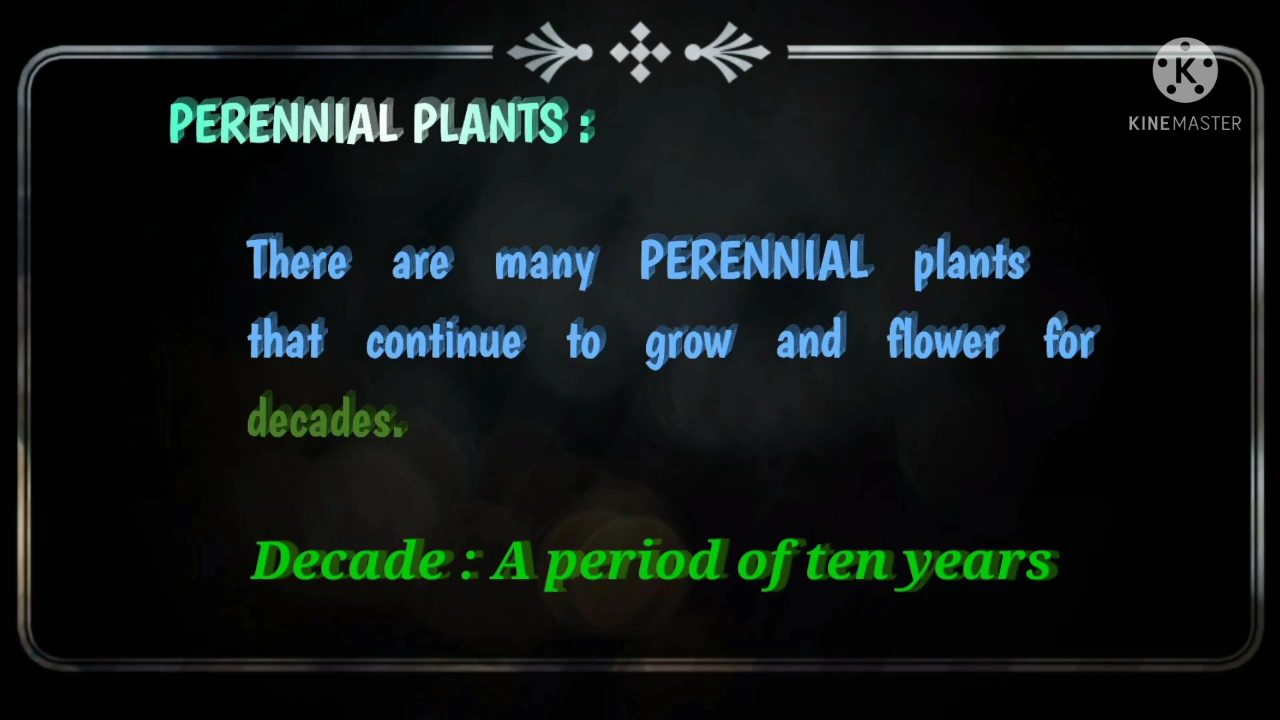 KINEMASTER
PERENNIAL PLANTS :
There are many PERENNIAL plants
that continue to grow and flower for
decades.
Decade : A period of ten years